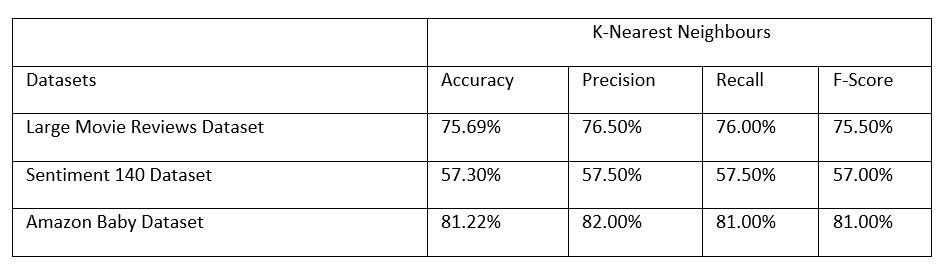 K-Nearest Neighbours
Datasets Accuracy Precision Recall F-Score
Large Movie Reviews Dataset 75.69% 76.50% 76.00% 75.50%
Sentiment 140 Dataset 57.30% 57.50% 57.50% 57.00%
Amazon Baby Dataset 81.22% 82.00% 81.00% 81.00%